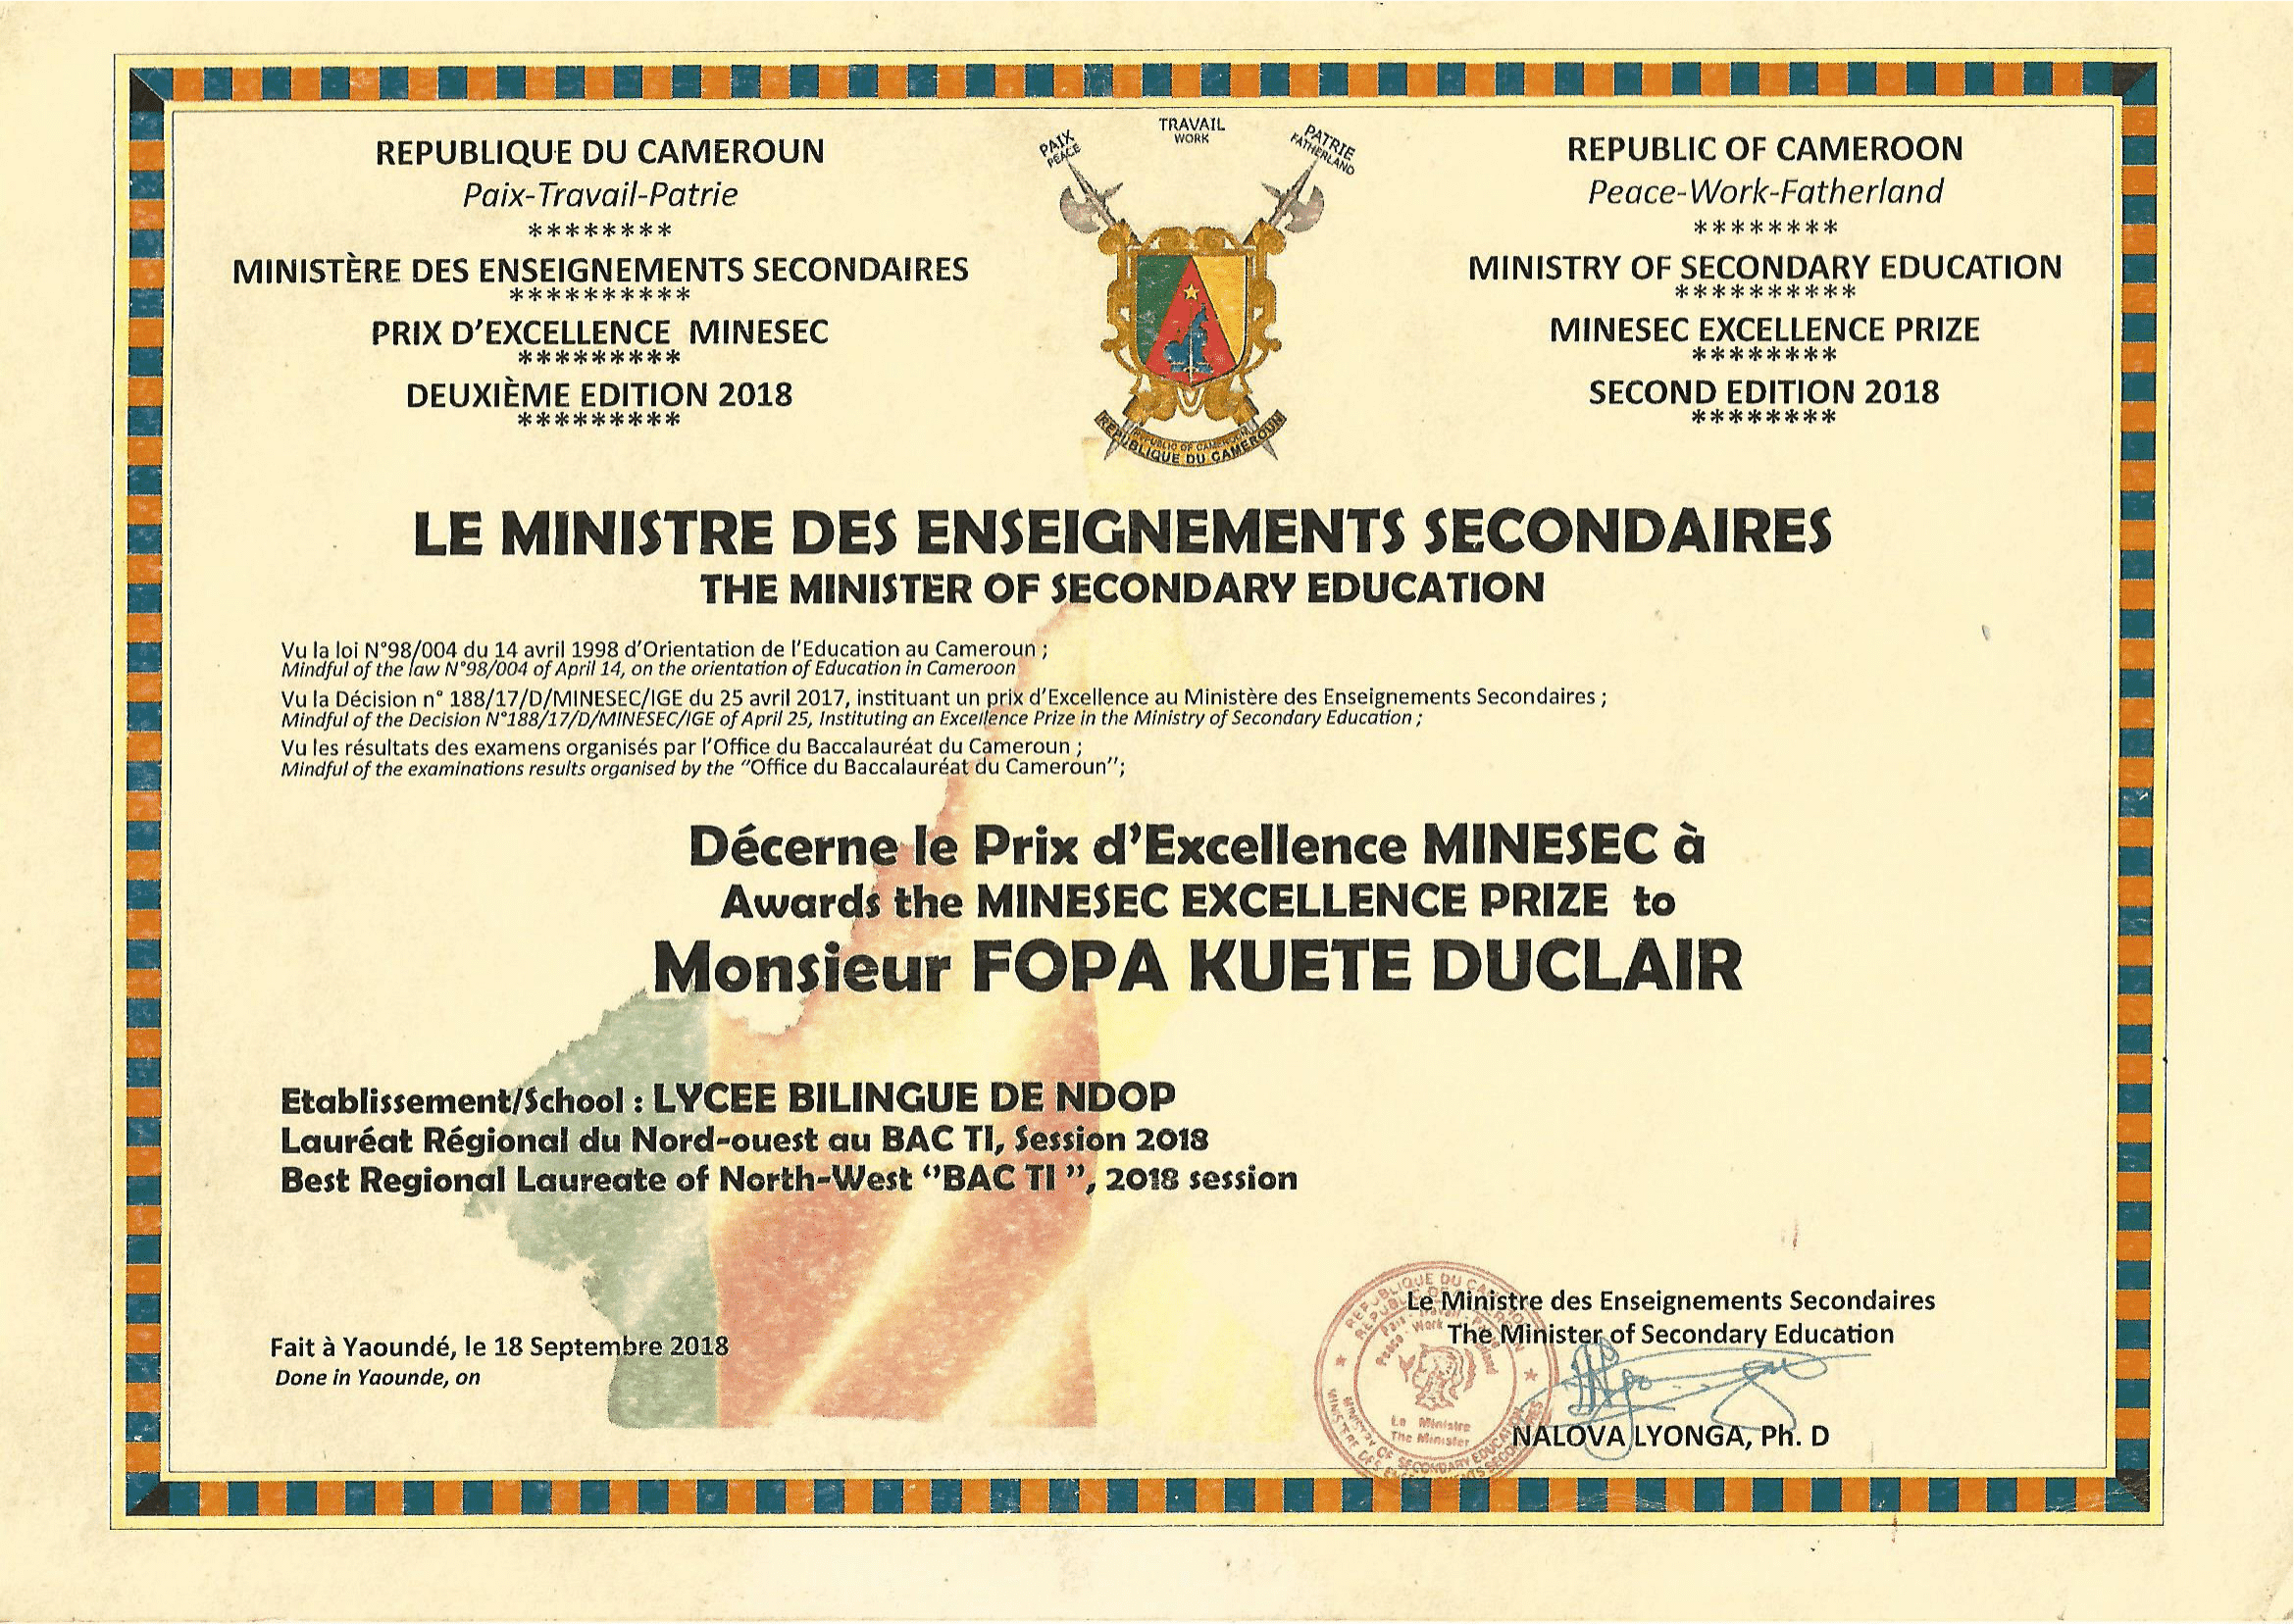 REPUBLIQUE DU CAMEROUN
Paix-Travail-Patrie
********
MINISTÈRE DES ENSEIGNEMENTS SECONDAIRES
**********
PRIX D'EXCELLENCE MINESEC
*********
DEUXIÈME EDITION 2018
*********
PAIX
PEACE
TRAVAIL
WORK
PATRIE
FATHERLAND
REPUBLIC OF CAMEROON
REPUBLIQUE DU CAMEROUN
REPUBLIC OF CAMEROON
Peace-Work-Fatherland
********
MINISTRY OF SECONDARY EDUCATION
**********
MINESEC EXCELLENCE PRIZE
********
SECOND EDITION 2018
********
LE MINISTRE DES ENSEIGNEMENTS SECONDAIRES
THE MINISTER OF SECONDARY EDUCATION
Vu la loi N°98/004 du 14 avril 1998 d'Orientation de l'Education au Cameroun ;
Mindful of the law N°98/004 of April 14, on the orientation of Education in Cameroon
Vu la Décision n° 188/17/D/MINESEC/IGE du 25 avril 2017, instituant un prix d'Excellence au Ministère des Enseignements Secondaires ;
Mindful of the Decision N°188/17/D/MINESEC/IGE of April 25, Instituting an Excellence Prize in the Ministry of Secondary Education ;
Vu les résultats des examens organisés par l'Office du Baccalauréat du Cameroun ;
Mindful of the examinations results organised by the "Office du Baccalauréat du Cameroun";
Décerne le Prix d'Excellence MINESEC à
Awards the MINESEC EXCELLENCE PRIZE to
Monsieur FOPA KUETE DUCLAIR
Etablissement/School : LYCEE BILINGUE DE NDOP
Lauréat Régional du Nord-ouest au BAC TI, Session 2018
Best Regional Laureate of North-West ''BAC TI '', 2018 session
Fait à Yaoundé, le 18 Septembre 2018
Done in Yaounde, on
Le Ministre des Enseignements Secondaires
The Minister of Secondary Education
REPUBLIQUE DU CAMEROUN
Paix - Travail - Patrie
Peace - Work - Fatherland
Le Ministre
The Minister
MINISTRY OF SECONDARY EDUCATION
MINISTRE DES ENSEIGNEMENTS SECONDAIRES
NALOVA LYONGA, Ph. D